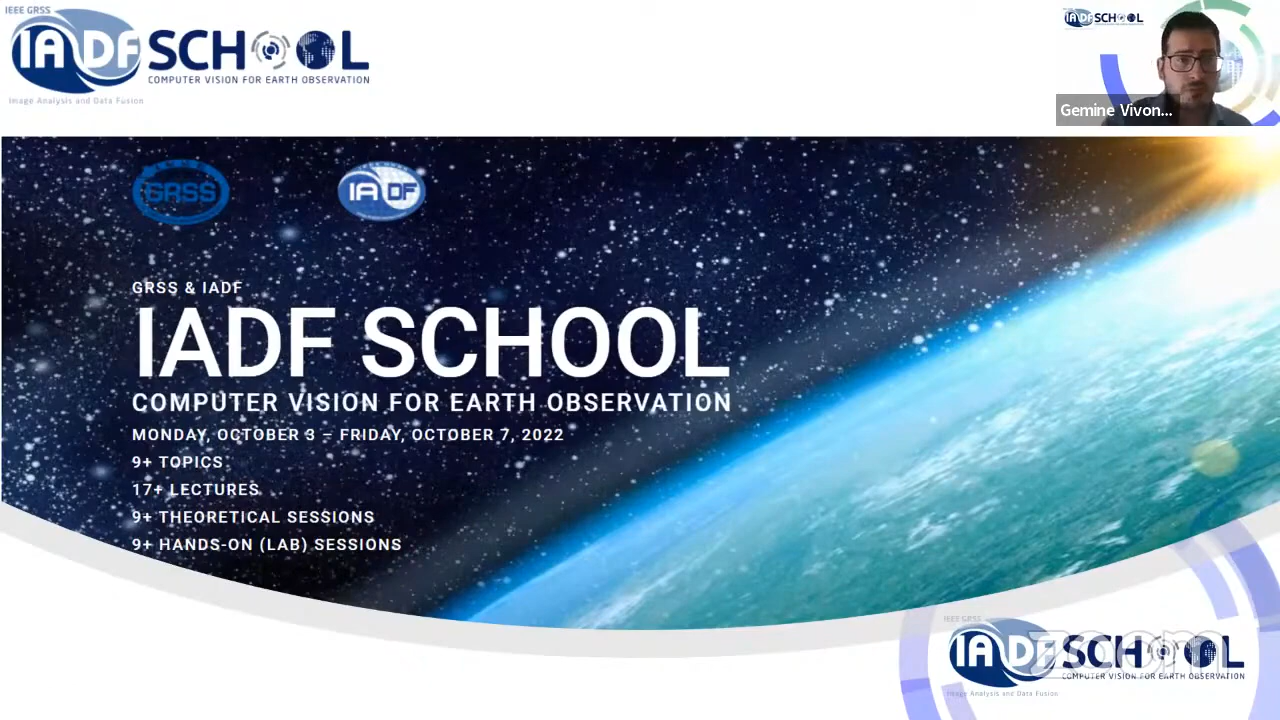 IEEE GRSS
IADF SCHOOL
COMPUTER VISION FOR EARTH OBSERVATION
Image Analysis and Data Fusion
IADF SCHOOL
Gemine Vivon...
GRSS
IADF
GRSS & IADF
IADF SCHOOL
COMPUTER VISION FOR EARTH OBSERVATION
MONDAY, OCTOBER 3 – FRIDAY, OCTOBER 7, 2022
9+ TOPICS
17+ LECTURES
9+ THEORETICAL SESSIONS
9+ HANDS-ON (LAB) SESSIONS
IEEE GRSS
IADF SCHOOL
zoom
COMPUTER VISION FOR EARTH OBSERVATION
Image Analysis and Data Fusion